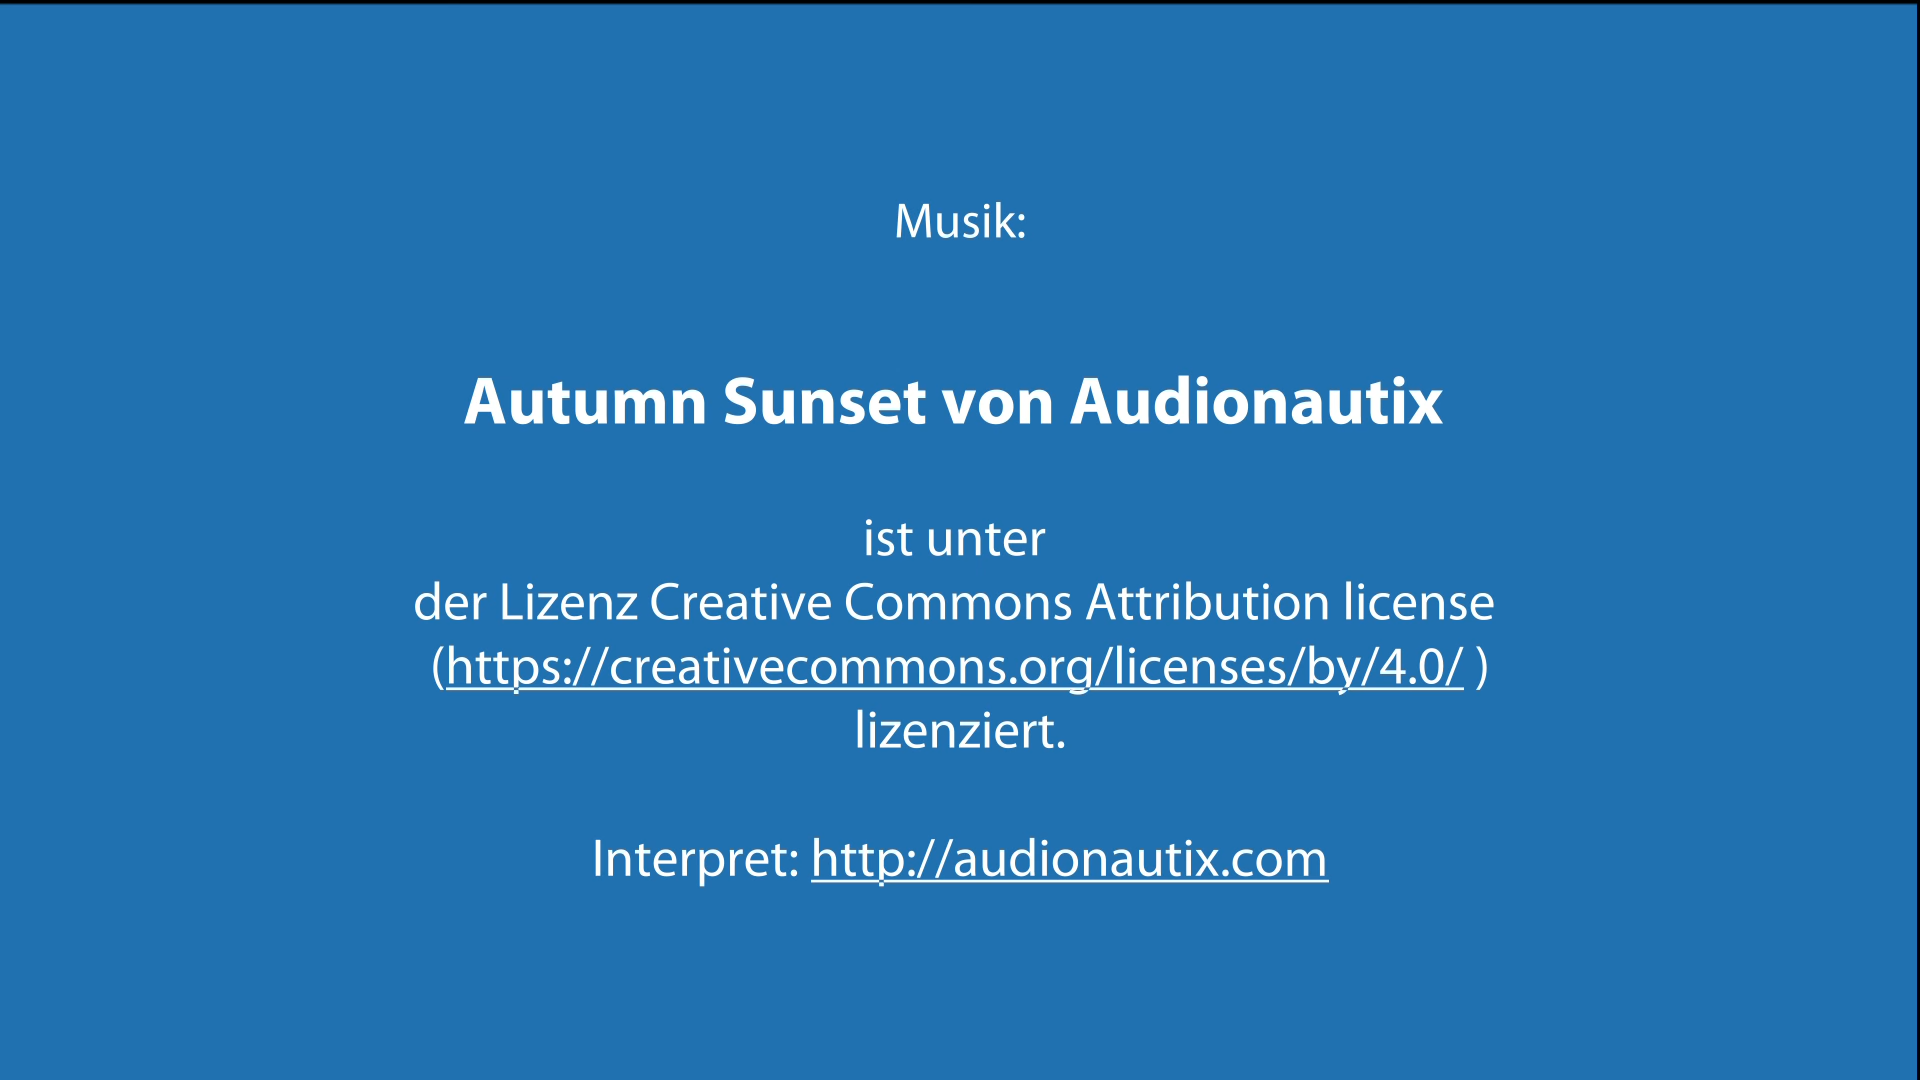 Musik:
Autumn Sunset von Audionautix
ist unter
der Lizenz Creative Commons Attribution license
(https://creativecommons.org/licenses/by/4.0/ )
lizenziert.
Interpret: http://audionautix.com